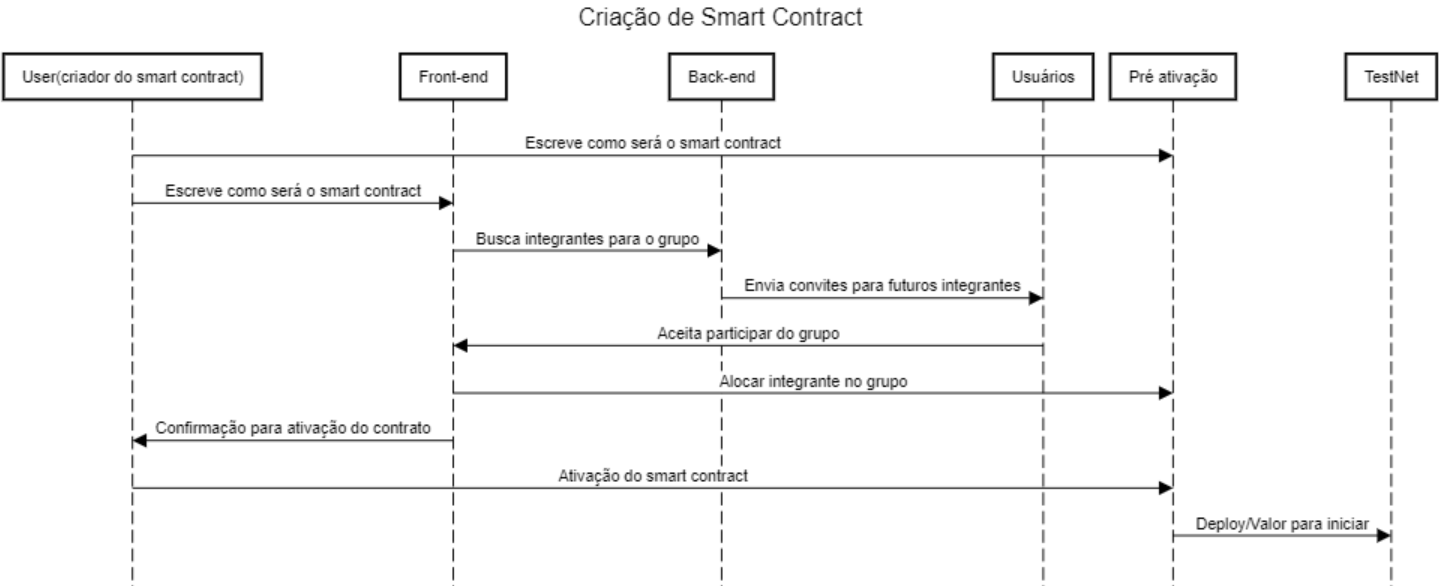 Criação de Smart Contract
User(criador do smart contract)
Front-end
Back-end
Usuários
Pré ativação
TestNet
Escreve como será o smart contract
Escreve como será o smart contract
Busca integrantes para o grupo
Envia convites para futuros integrantes
Aceita participar do grupo
Alocar integrante no grupo
Confirmação para ativação do contrato
Ativação do smart contract
Deploy/Valor para iniciar